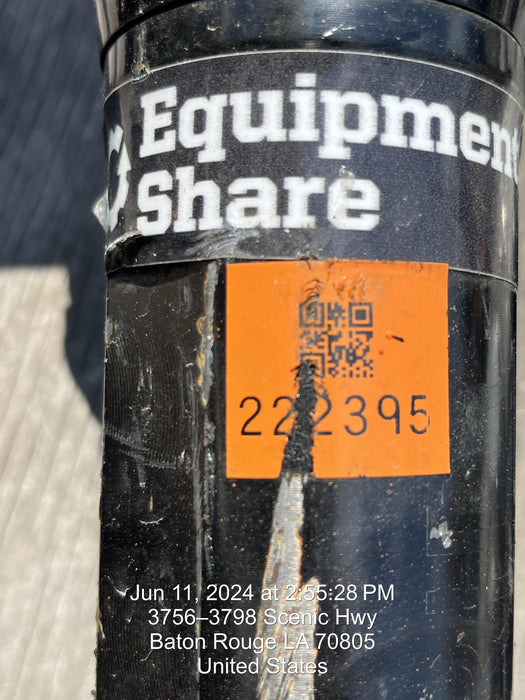 Equipment
Share
222395
Jun 11, 2024 at 2:55:28 PM
3756–3798 Scenic Hwy
Baton Rouge LA 70805
United States